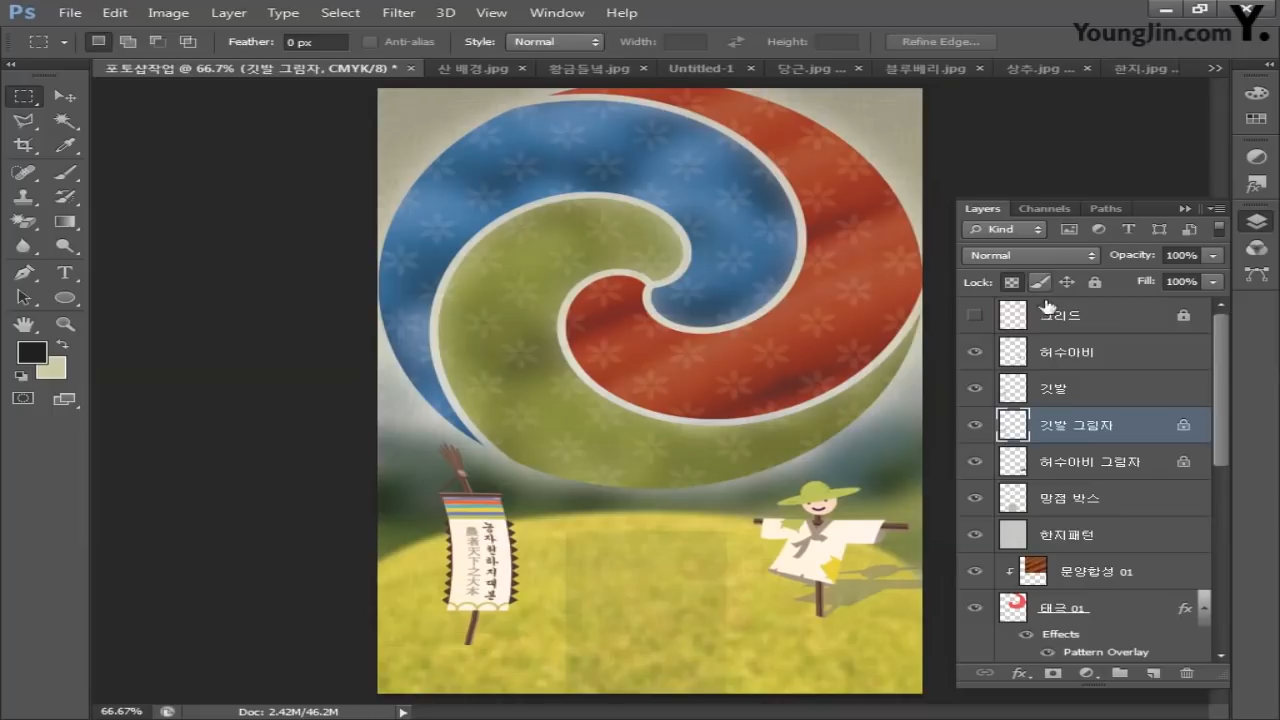 Ps File Edit Image Layer Type Select Filter 3D View Window Help
YoungJin.com Y.
Feather: 0 px Anti-alias Style: Normal Width: Height: Refine Edge...
포토샵작업 @ 66.7% (깃발 그림자, CMYK/8) * × 산 배경.jpg × 황금들녘.jpg × Untitled-1 × 당근.jpg ... × 블루베리.jpg × 상추.jpg ... × 한지.jpg ..
Layers Channels Paths
Kind
Normal Opacity: 100%
Lock: Fill: 100%
그리드
허수아비
깃발
깃발 그림자
허수아비 그림자
망점 박스
한지패턴
문양합성 01
태극 01 fx
Effects
Pattern Overlay
농자천하지대본
農者天下之大本
66.67% Doc: 2.42M/46.2M